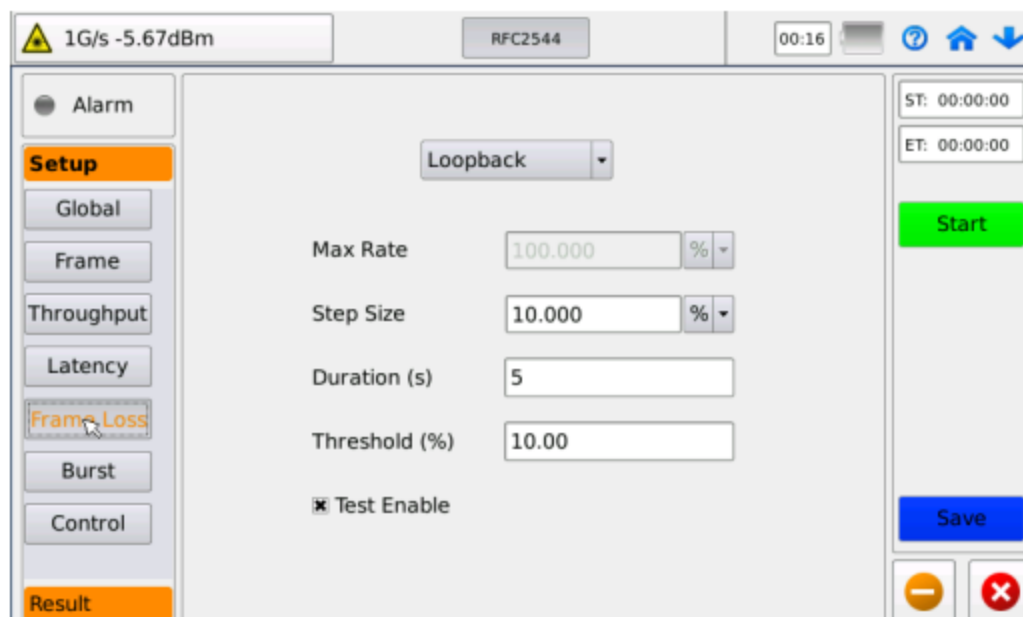 1G/s -5.67dBm
RFC2544
00:16
Alarm
Setup
Global
Frame
Throughput
Latency
Frame Loss
Burst
Control
Result
Loopback
Max Rate 100.000 %
Step Size 10.000 %
Duration (s) 5
Threshold (%) 10.00
Test Enable
ST: 00:00:00
ET: 00:00:00
Start
Save